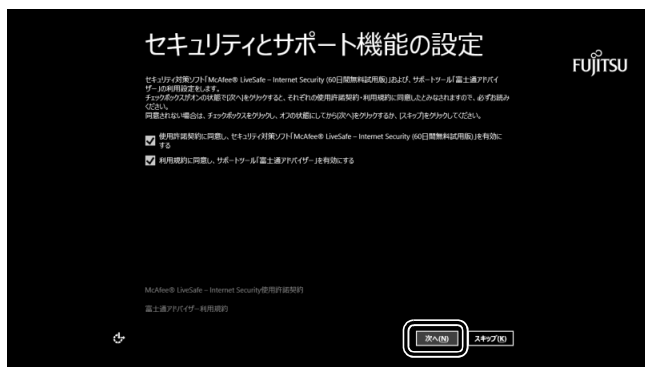 セキュリティとサポート機能の設定
FUJITSU
セキュリティ対策ソフト「McAfee® LiveSafe – Internet Security (60日間無料試用版)」および、サポートツール「富士通アドバイ
ザー」の利用設定をします。
チェックボックスがオンの状態で[次へ]をクリックすると、それぞれの使用許諾契約・利用規約に同意したとみなされますので、必ずお読み
ください。
同意されない場合は、チェックボックスをクリックし、オフの状態にしてから[次へ]をクリックするか、[スキップ]をクリックしてください。
使用許諾契約に同意し、セキュリティ対策ソフト「McAfee® LiveSafe – Internet Security (60日間無料試用版)」を有効に
する
利用規約に同意し、サポートツール「富士通アドバイザー」を有効にする
McAfee® LiveSafe – Internet Security使用許諾契約
富士通アドバイザー利用規約
次へ(N)
スキップ(K)